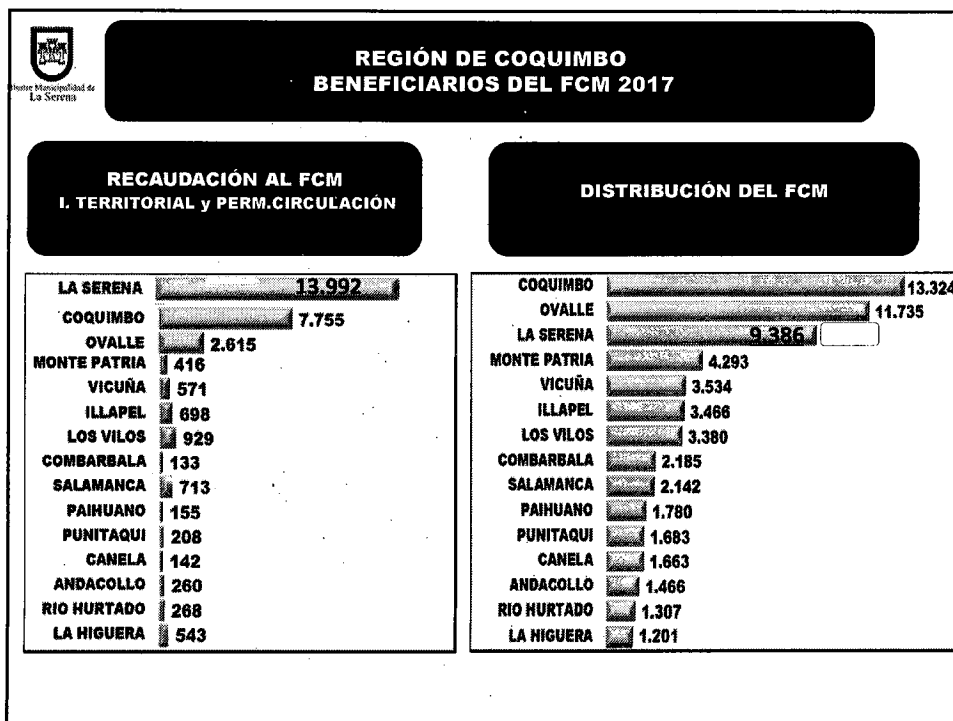 Ilustre Municipalidad de
La Serena
REGIÓN DE COQUIMBO
BENEFICIARIOS DEL FCM 2017
RECAUDACIÓN AL FCM
I. TERRITORIAL y PERM.CIRCULACIÓN
LA SERENA 13.992
COQUIMBO 7.755
OVALLE 2.615
MONTE PATRIA 416
VICUÑA 571
ILLAPEL 698
LOS VILOS 929
COMBARBALA 133
SALAMANCA 713
PAIHUANO 155
PUNITAQUI 208
CANELA 142
ANDACOLLO 260
RIO HURTADO 268
LA HIGUERA 543
DISTRIBUCIÓN DEL FCM
COQUIMBO 13.324
OVALLE 11.735
LA SERENA 9.386
MONTE PATRIA 4.293
VICUÑA 3.534
ILLAPEL 3.466
LOS VILOS 3.380
COMBARBALA 2.185
SALAMANCA 2.142
PAIHUANO 1.780
PUNITAQUI 1.683
CANELA 1.663
ANDACOLLO 1.466
RIO HURTADO 1.307
LA HIGUERA 1.201